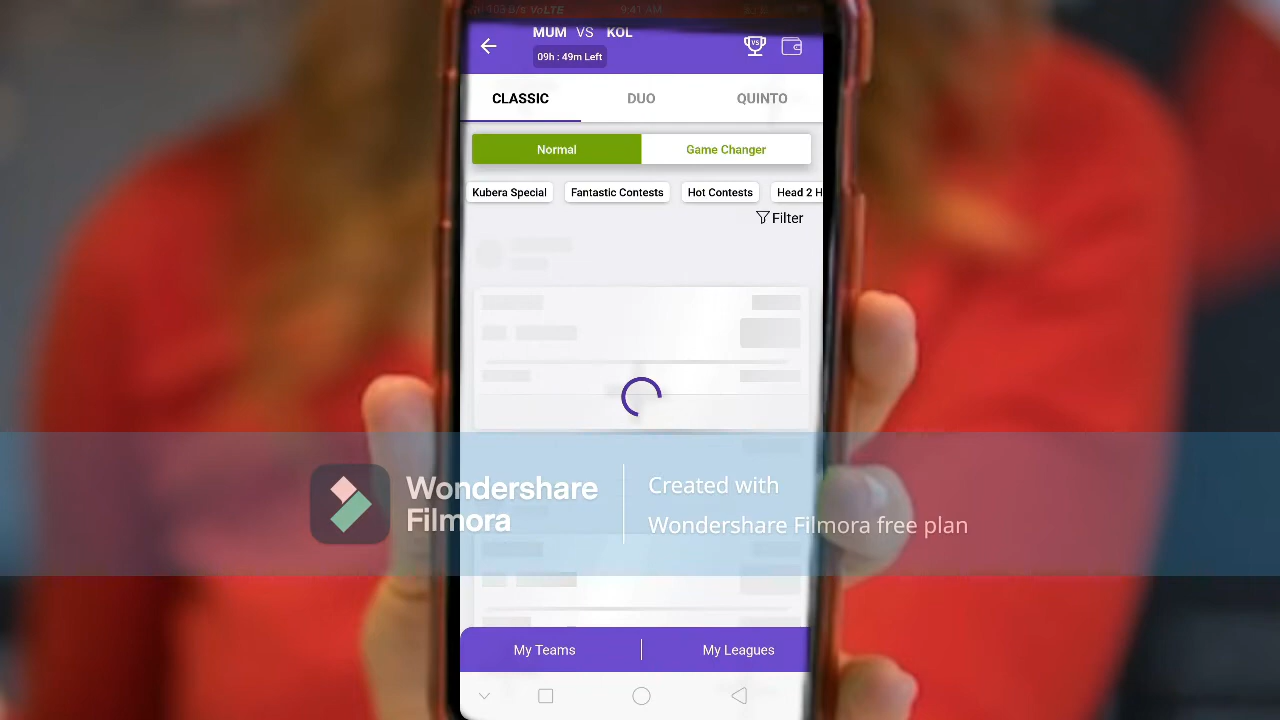 VoLTE 9:41 AM
MUM VS KOL
09h : 49m Left
CLASSIC DUO QUINTO
Normal Game Changer
Kubera Special Fantastic Contests Hot Contests Head 2 H
Filter
Wondershare
Filmora
Created with
Wondershare Filmora free plan
My Teams My Leagues